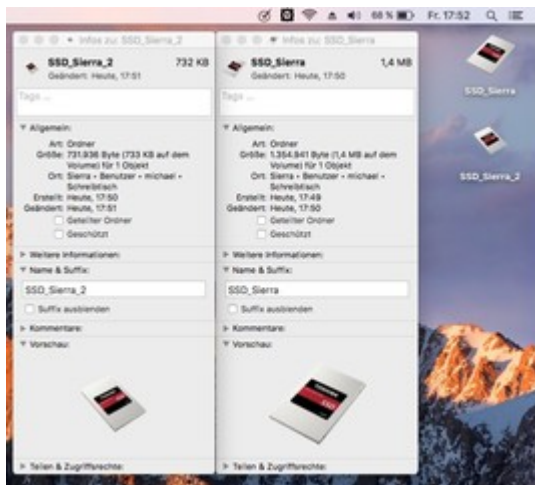 68 % Fr. 17:52
Infos zu: SSD_Sierra_2
SSD_Sierra_2 732 KB
Geändert: Heute, 17:51
Tags ...
Allgemein:
Art: Ordner
Größe: 731.936 Byte (733 KB auf dem
Volume) für 1 Objekt
Ort: Sierra • Benutzer • michael •
Schreibtisch
Erstellt: Heute, 17:50
Geändert: Heute, 17:51
Geteilter Ordner
Geschützt
Weitere Informationen:
Name & Suffix:
SSD_Sierra_2
Suffix ausblenden
Kommentare:
Vorschau:
Teilen & Zugriffsrechte:
Infos zu: SSD_Sierra
SSD_Sierra 1,4 MB
Geändert: Heute, 17:50
Tags ...
Allgemein:
Art: Ordner
Größe: 1.354.941 Byte (1,4 MB auf dem
Volume) für 1 Objekt
Ort: Sierra • Benutzer • michael •
Schreibtisch
Erstellt: Heute, 17:49
Geändert: Heute, 17:50
Geteilter Ordner
Geschützt
Weitere Informationen:
Name & Suffix:
SSD_Sierra
Suffix ausblenden
Kommentare:
Vorschau:
SSD
Teilen & Zugriffsrechte:
SSD_Sierra
SSD_Sierra_2